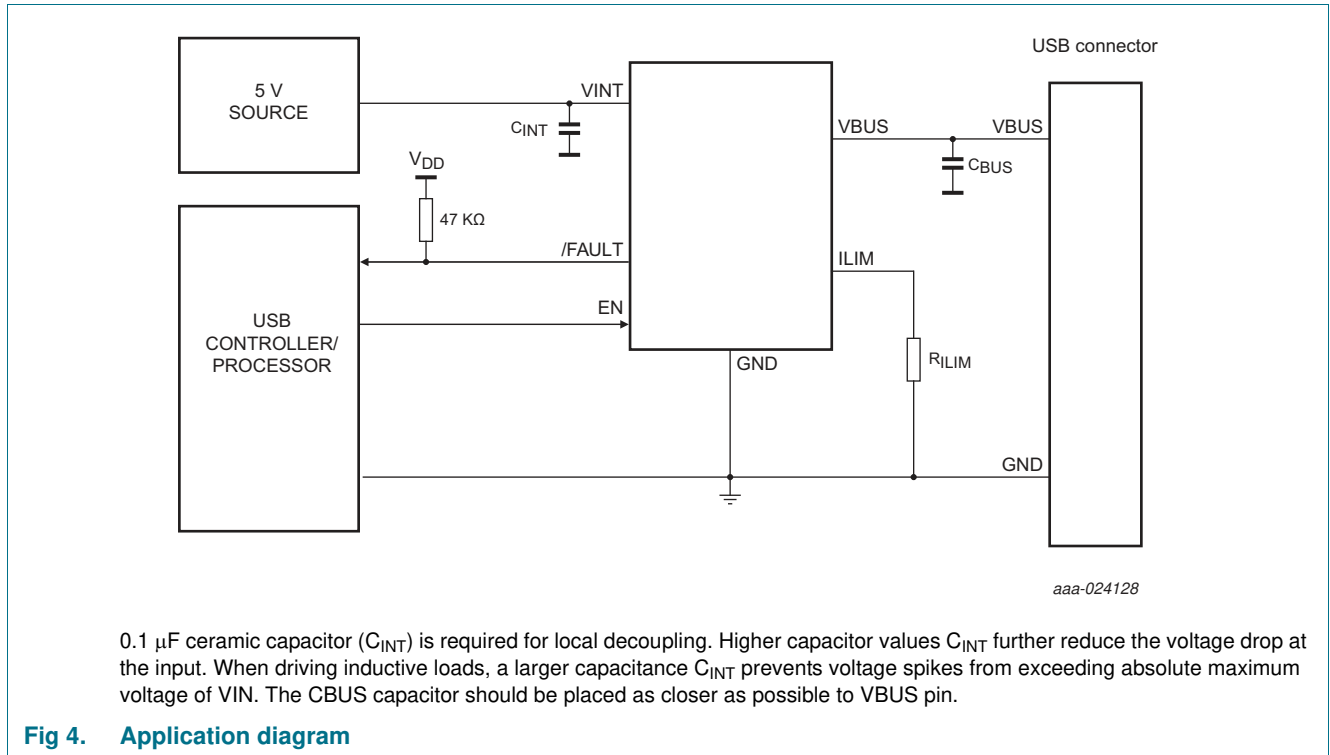 USB connector
5 V
SOURCE
VINT
CINT
VBUS
VBUS
CBUS
VDD
47 KΩ
/FAULT
ILIM
EN
USB
CONTROLLER/
PROCESSOR
GND
RILIM
GND
aaa-024128
0.1 μF ceramic capacitor (CINT) is required for local decoupling. Higher capacitor values CINT further reduce the voltage drop at
the input. When driving inductive loads, a larger capacitance CINT prevents voltage spikes from exceeding absolute maximum
voltage of VIN. The CBUS capacitor should be placed as closer as possible to VBUS pin.
Fig 4. Application diagram